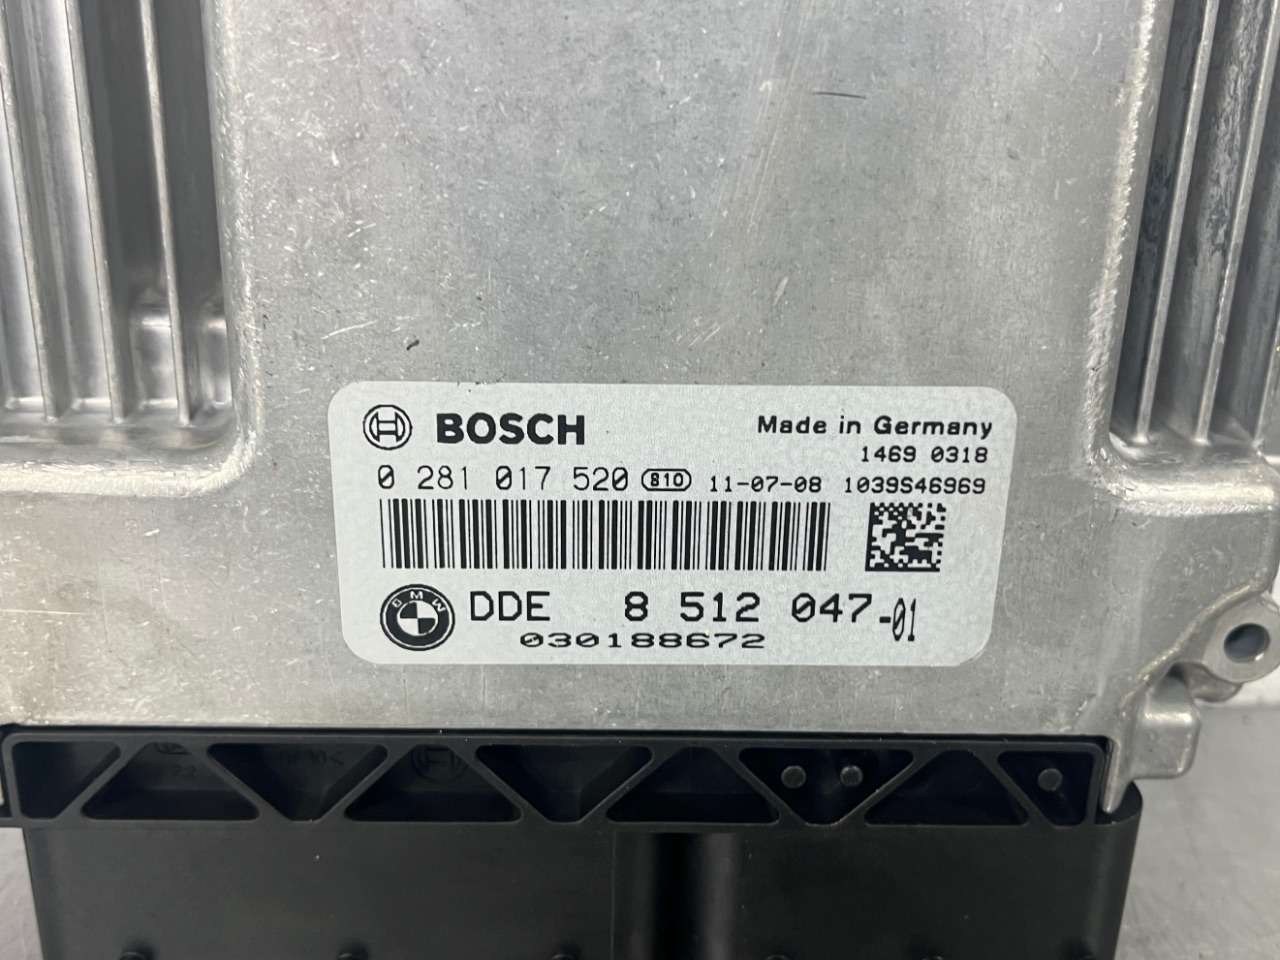 BOSCH
Made in Germany
1469 0318
0 281 017 520 810 11-07-08 1039S46969
BMW DDE 8 512 047-01
030188672